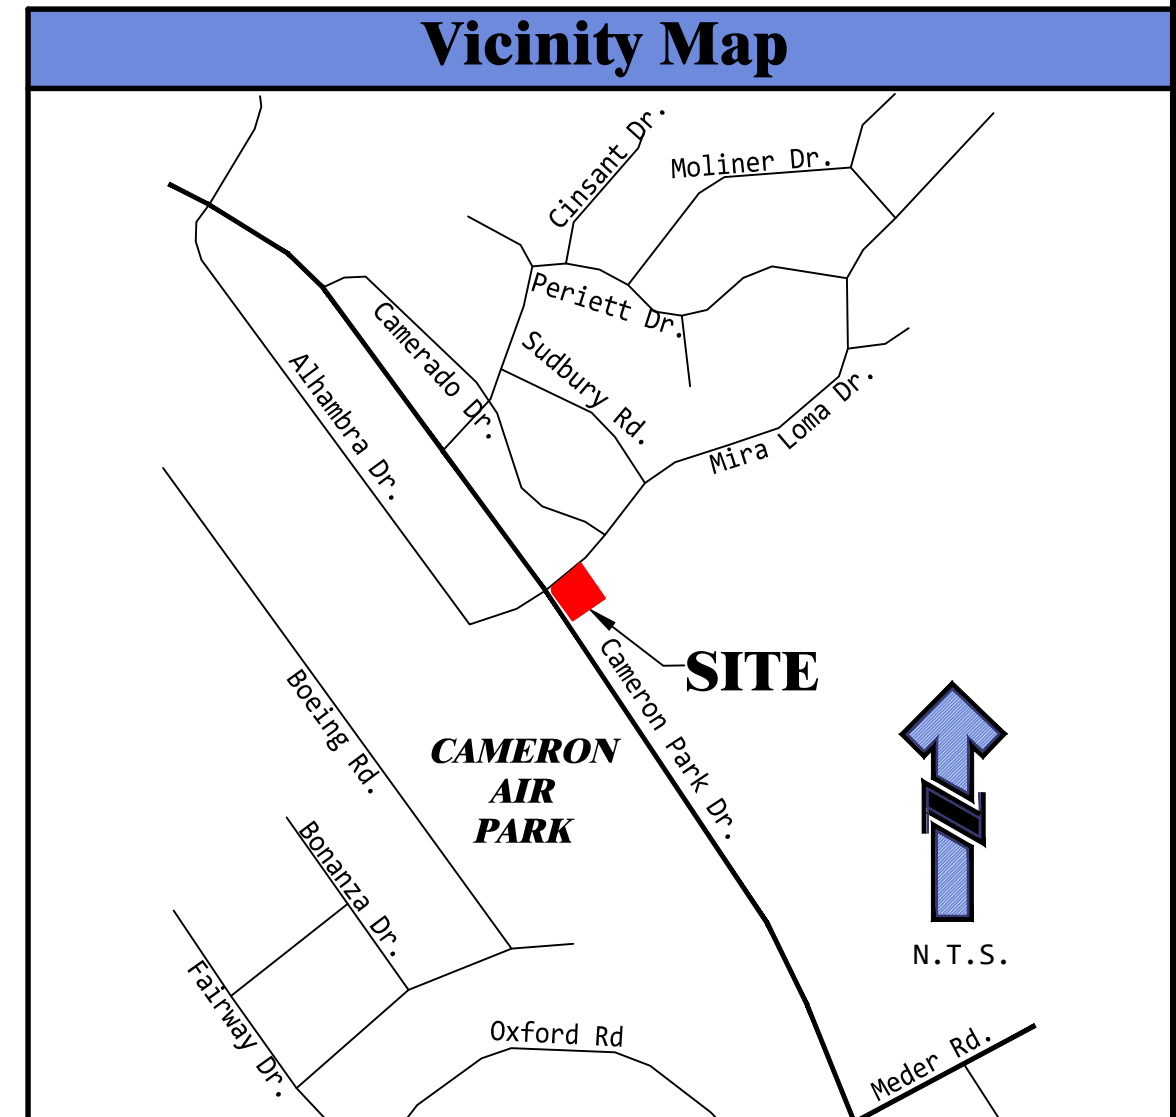 Vicinity Map
Cinsant Dr.
Moliner Dr.
Periett Dr.
Camerado Dr.
Sudbury Rd.
Alhambra Dr.
Mira Loma Dr.
SITE
Cameron Park Dr.
Boeing Rd.
CAMERON
AIR
PARK
Bonanza Dr.
N
N.T.S.
Fairway Dr.
Oxford Rd
Meder Rd.